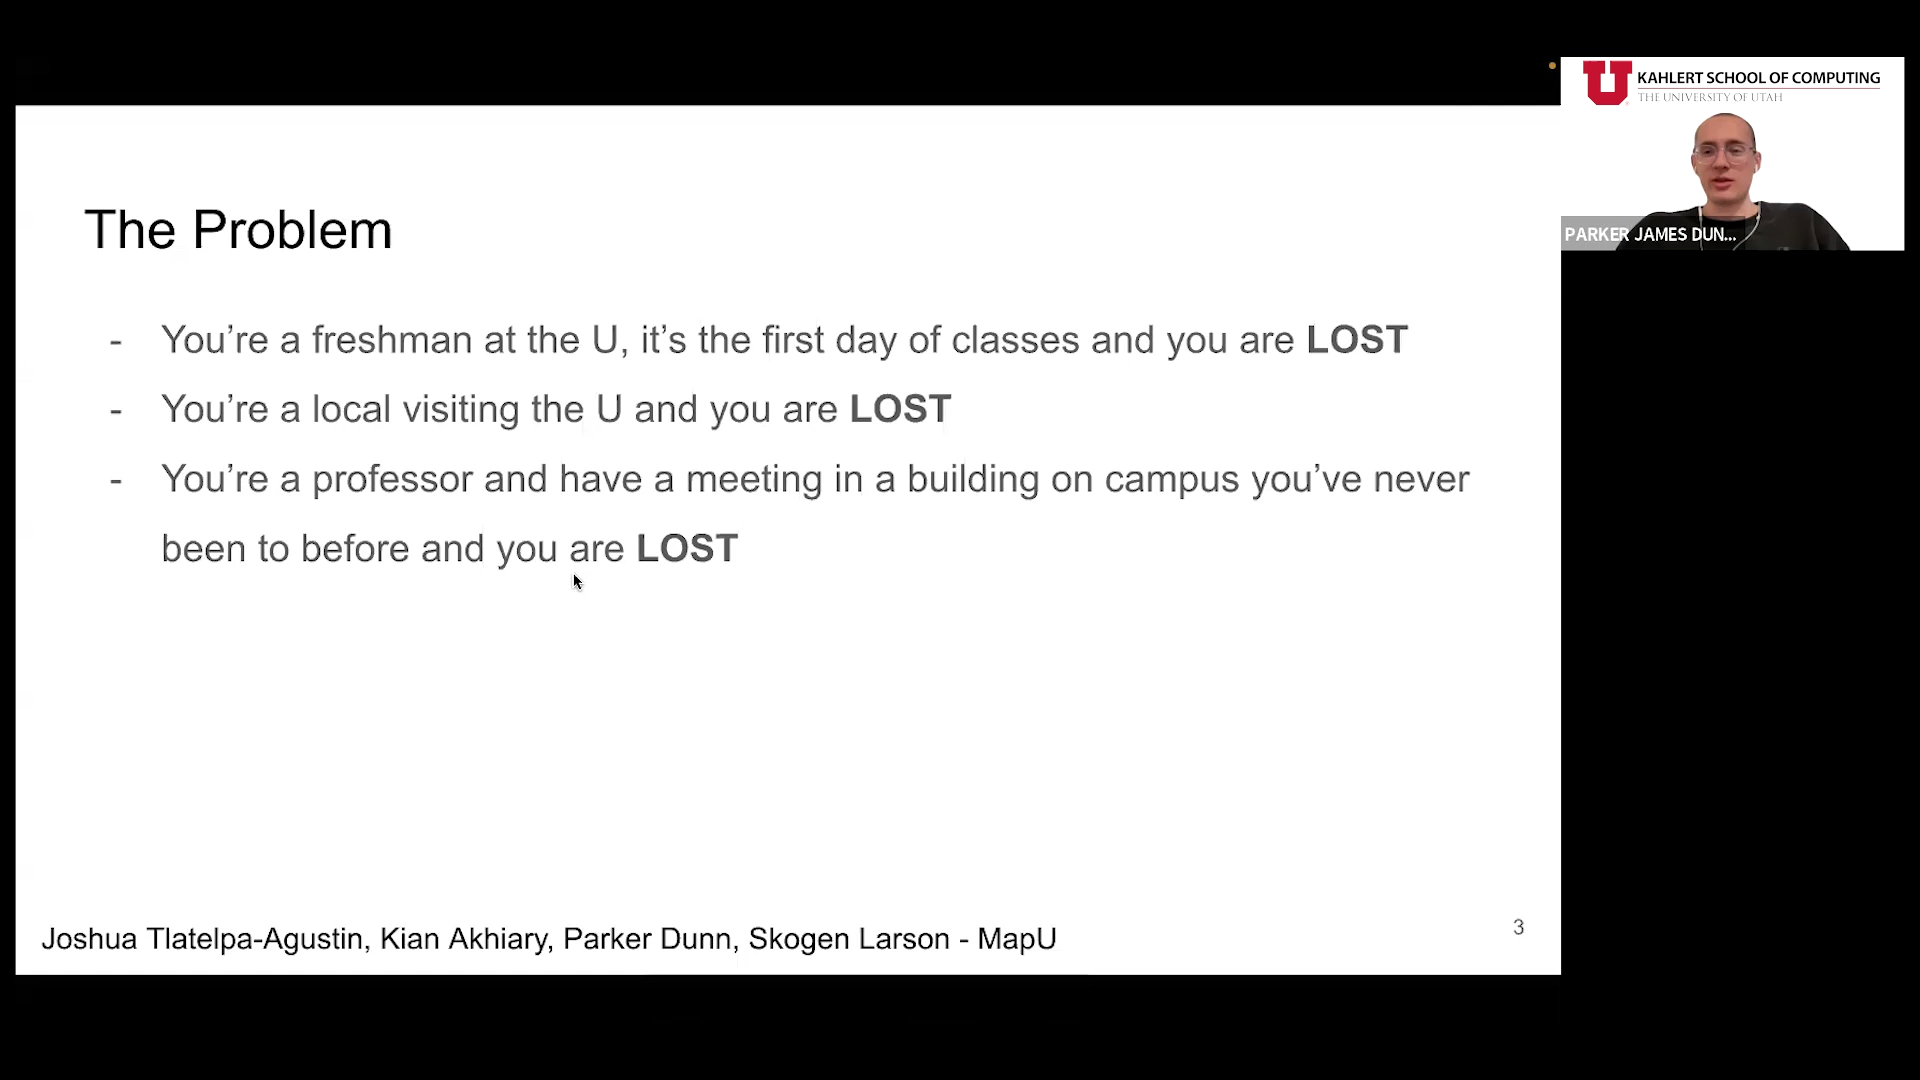 The Problem
- You’re a freshman at the U, it’s the first day of classes and you are LOST
- You’re a local visiting the U and you are LOST
- You’re a professor and have a meeting in a building on campus you’ve never
been to before and you are LOST
Joshua Tlatelpa-Agustin, Kian Akhiary, Parker Dunn, Skogen Larson - MapU
3
U KAHLERT SCHOOL OF COMPUTING
THE UNIVERSITY OF UTAH
PARKER JAMES DUN...